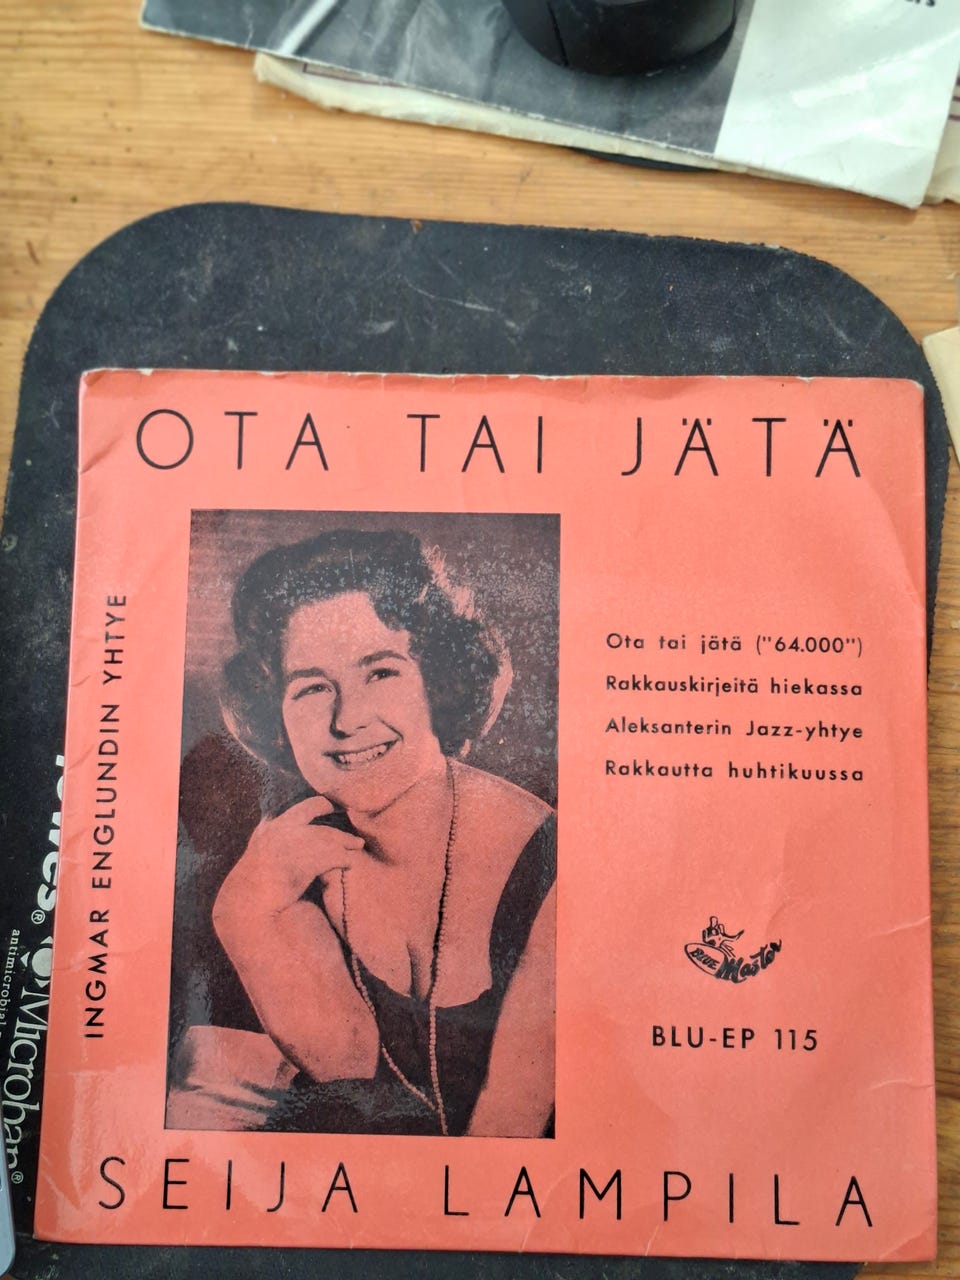 OTA TAI JÄTÄ
INGMAR ENGLUNDIN YHTYE
Ota tai jätä ("64.000")
Rakkauskirjeitä hiekassa
Aleksanterin Jazz-yhtye
Rakkautta huhtikuussa
BLUE Master
BLU-EP 115
SEIJA LAMPILA
Microban®
antimicrobial